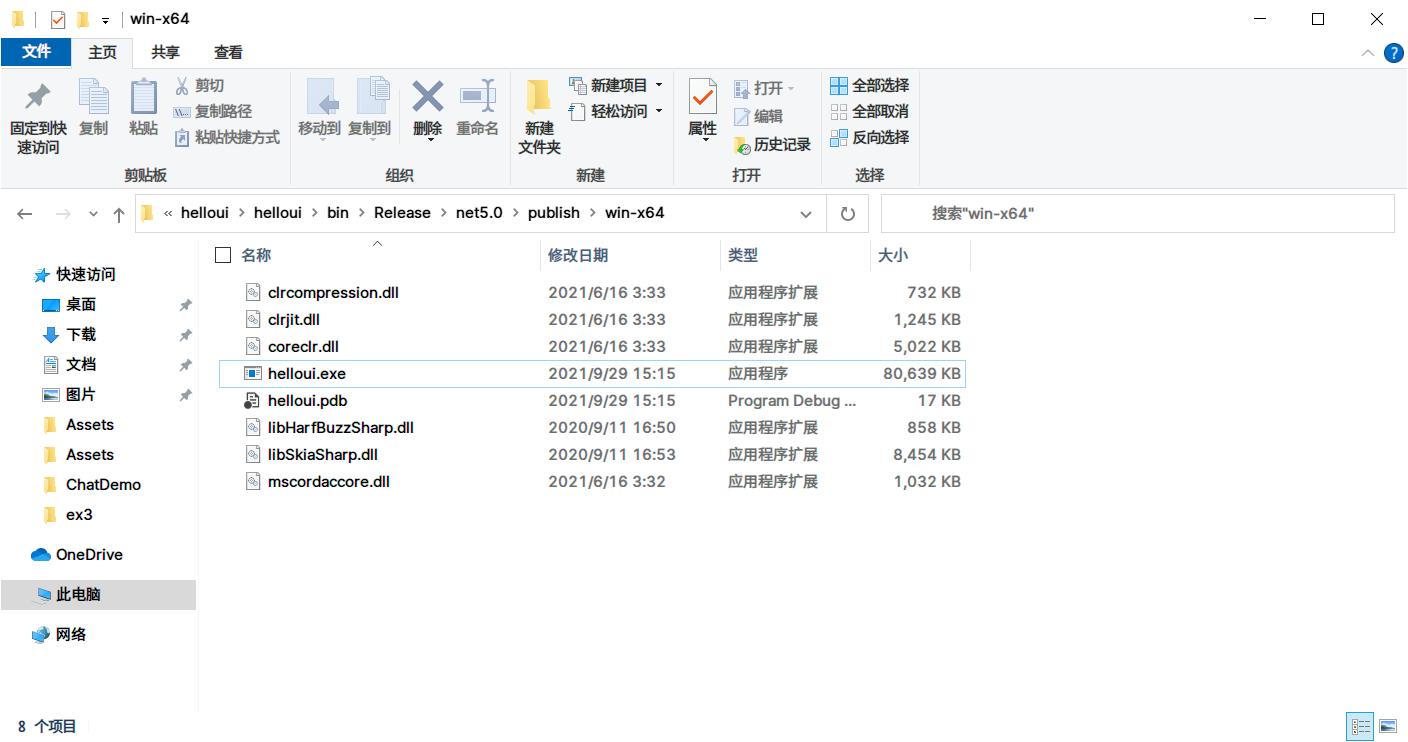 win-x64
文件 主页 共享 查看
固定到快速访问
复制
粘贴
剪切
复制路径
粘贴快捷方式
剪贴板
移动到 复制到 删除 重命名
组织
新建
文件夹
新建项目
轻松访问
新建
属性
打开
编辑
历史记录
打开
全部选择
全部取消
反向选择
选择
« helloui > helloui > bin > Release > net5.0 > publish > win-x64
搜索"win-x64"
快速访问
桌面
下载
文档
图片
Assets
Assets
ChatDemo
ex3
OneDrive
此电脑
网络
名称 修改日期 类型 大小
clrcompression.dll 2021/6/16 3:33 应用程序扩展 732 KB
clrjit.dll 2021/6/16 3:33 应用程序扩展 1,245 KB
coreclr.dll 2021/6/16 3:33 应用程序扩展 5,022 KB
helloui.exe 2021/9/29 15:15 应用程序 80,639 KB
helloui.pdb 2021/9/29 15:15 Program Debug ... 17 KB
libHarfBuzzSharp.dll 2020/9/11 16:50 应用程序扩展 858 KB
libSkiaSharp.dll 2020/9/11 16:53 应用程序扩展 8,454 KB
mscordaccore.dll 2021/6/16 3:32 应用程序扩展 1,032 KB
8 个项目